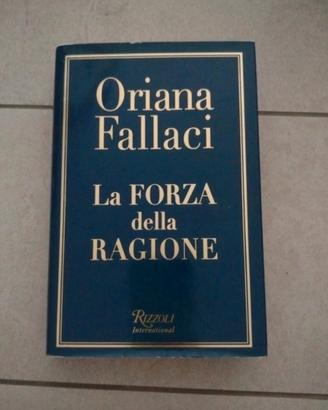 Oriana
Fallaci
La FORZA
della
RAGIONE
RIZZOLI
International